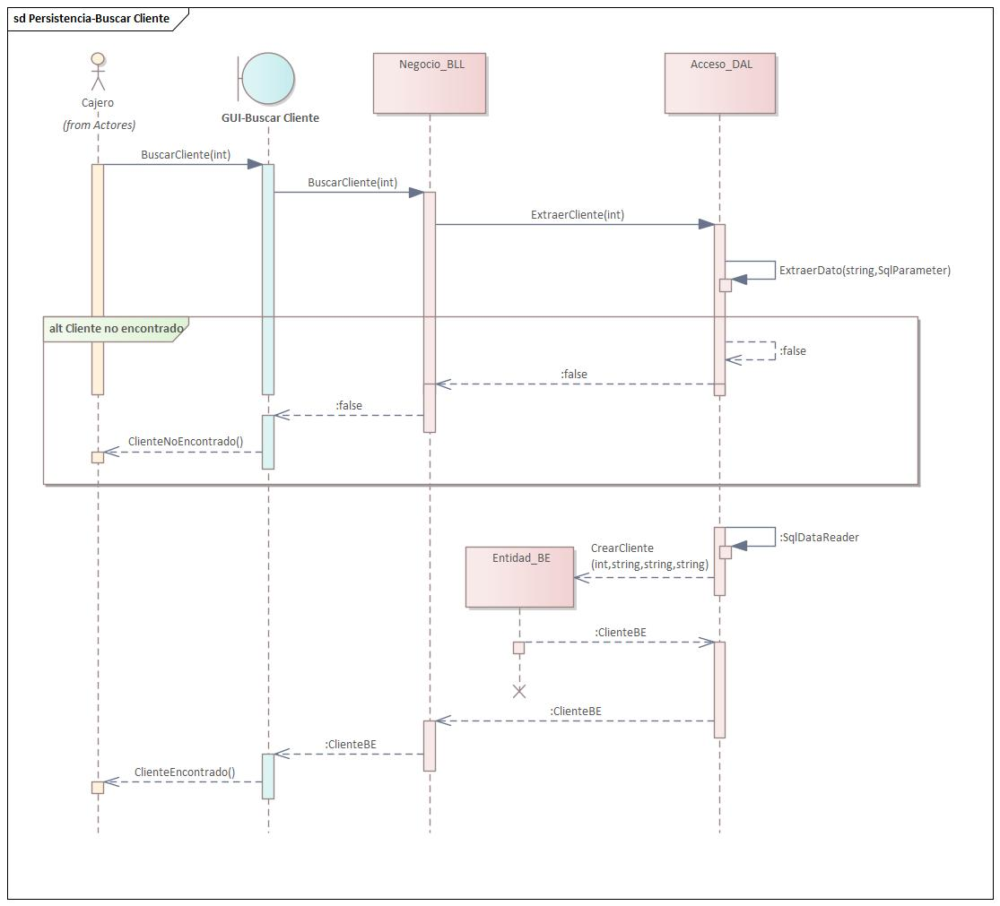 sd Persistencia-Buscar Cliente
Cajero
(from Actores)
GUI-Buscar Cliente
Negocio_BLL
Acceso_DAL
BuscarCliente(int)
BuscarCliente(int)
ExtraerCliente(int)
ExtraerDato(string,SqlParameter)
alt Cliente no encontrado
:false
:false
:false
ClienteNoEncontrado()
:SqlDataReader
Entidad_BE
CrearCliente
(int,string,string,string)
:ClienteBE
:ClienteBE
:ClienteBE
ClienteEncontrado()